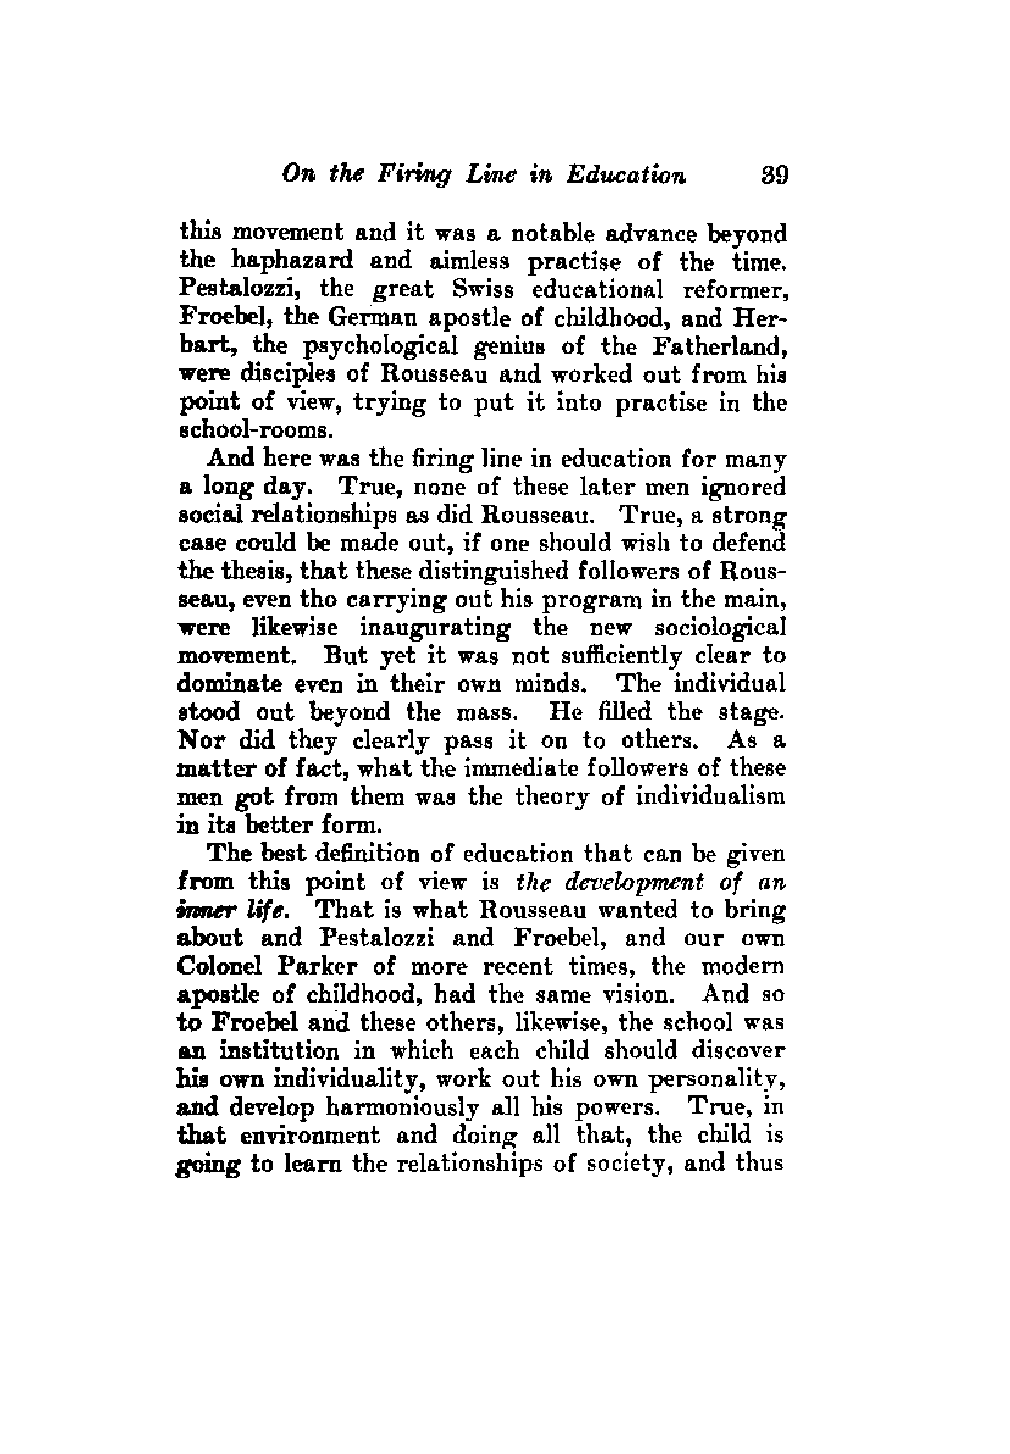 On the Firing Line in Education 39
this movement and it was a notable advance beyond
the haphazard and aimless practise of the time.
Pestalozzi, the great Swiss educational reformer,
Froebel, the German apostle of childhood, and Her-
bart, the psychological genius of the Fatherland,
were disciples of Rousseau and worked out from his
point of view, trying to put it into practise in the
school-rooms.
And here was the firing line in education for many
a long day. True, none of these later men ignored
social relationships as did Rousseau. True, a strong
case could be made out, if one should wish to defend
the thesis, that these distinguished followers of Rous-
seau, even tho carrying out his program in the main,
were likewise inaugurating the new sociological
movement. But yet it was not sufficiently clear to
dominate even in their own minds. The individual
stood out beyond the mass. He filled the stage.
Nor did they clearly pass it on to others. As a
matter of fact, what the immediate followers of these
men got from them was the theory of individualism
in its better form.
The best definition of education that can be given
from this point of view is the development of an
inner life. That is what Rousseau wanted to bring
about and Pestalozzi and Froebel, and our own
Colonel Parker of more recent times, the modern
apostle of childhood, had the same vision. And so
to Froebel and these others, likewise, the school was
an institution in which each child should discover
his own individuality, work out his own personality,
and develop harmoniously all his powers. True, in
that environment and doing all that, the child is
going to learn the relationships of society, and thus